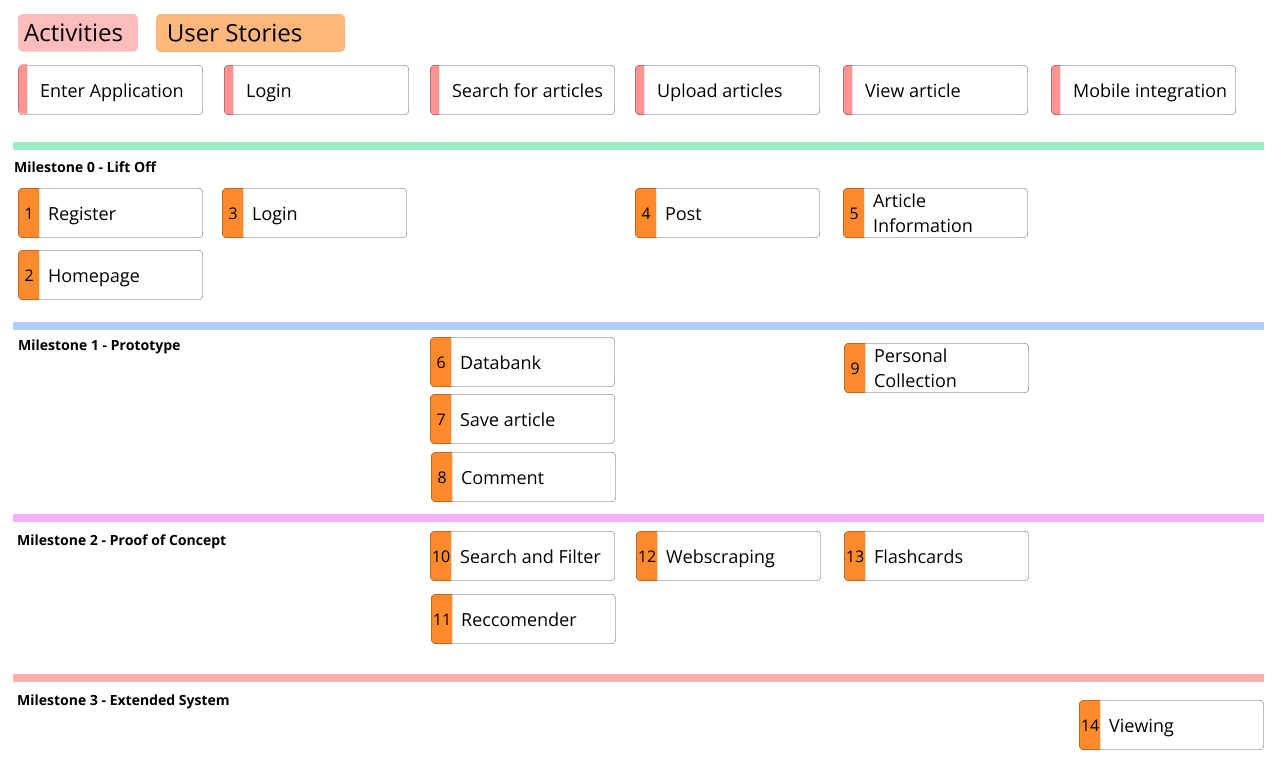 Activities
User Stories
Enter Application
Login
Search for articles
Upload articles
View article
Mobile integration
Milestone 0 - Lift Off
1 Register
3 Login
4 Post
5 Article
Information
2 Homepage
Milestone 1 - Prototype
6 Databank
9 Personal
Collection
7 Save article
8 Comment
Milestone 2 - Proof of Concept
10 Search and Filter
12 Webscraping
13 Flashcards
11 Reccomender
Milestone 3 - Extended System
14 Viewing